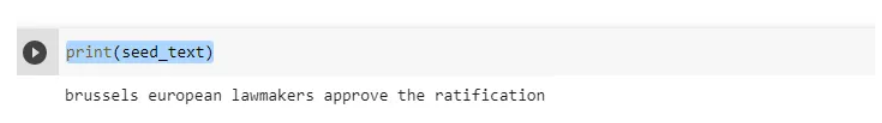 print(seed_text)
brussels european lawmakers approve the ratification